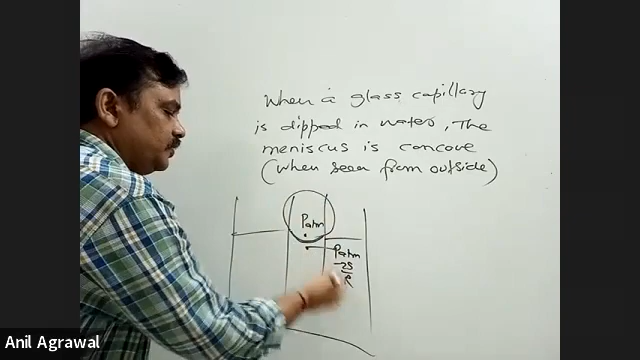 When a glass capillary
is dipped in water, The
meniscus is concave
(when seen from outside)
Patm
Patm
-2S
R
Anil Agrawal